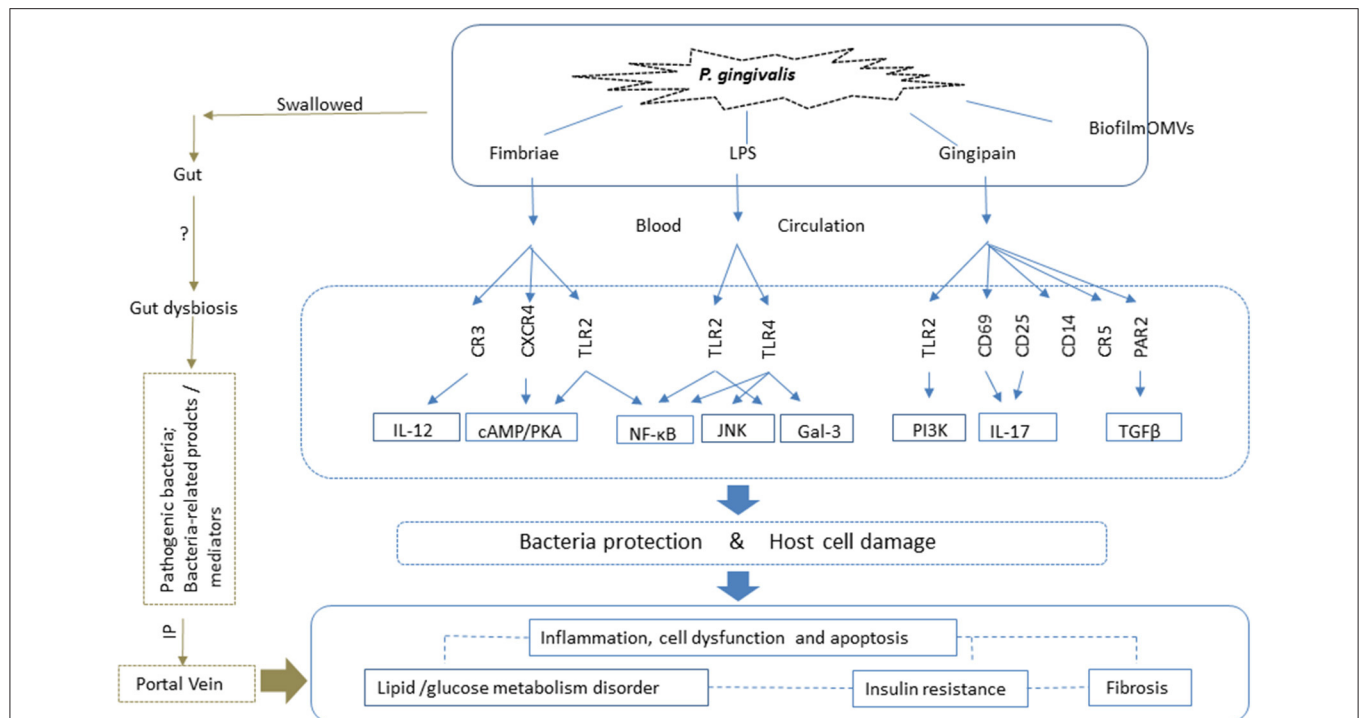 P. gingivalis
Swallowed
BiofilmOMVs
Fimbriae
LPS
Gingipain
Gut
Blood
Circulation
?
Gut dysbiosis
CR3
CXCR4
TLR2
TLR2
TLR4
TLR2
CD69
CD25
CD14
CR5
PAR2
IL-12
cAMP/PKA
NF-κB
JNK
Gal-3
PI3K
IL-17
TGFβ
Pathogenic bacteria;
Bacteria-related prodcts /
mediators
Bacteria protection & Host cell damage
IP
Portal Vein
Inflammation, cell dysfunction and apoptosis
Lipid /glucose metabolism disorder
Insulin resistance
Fibrosis